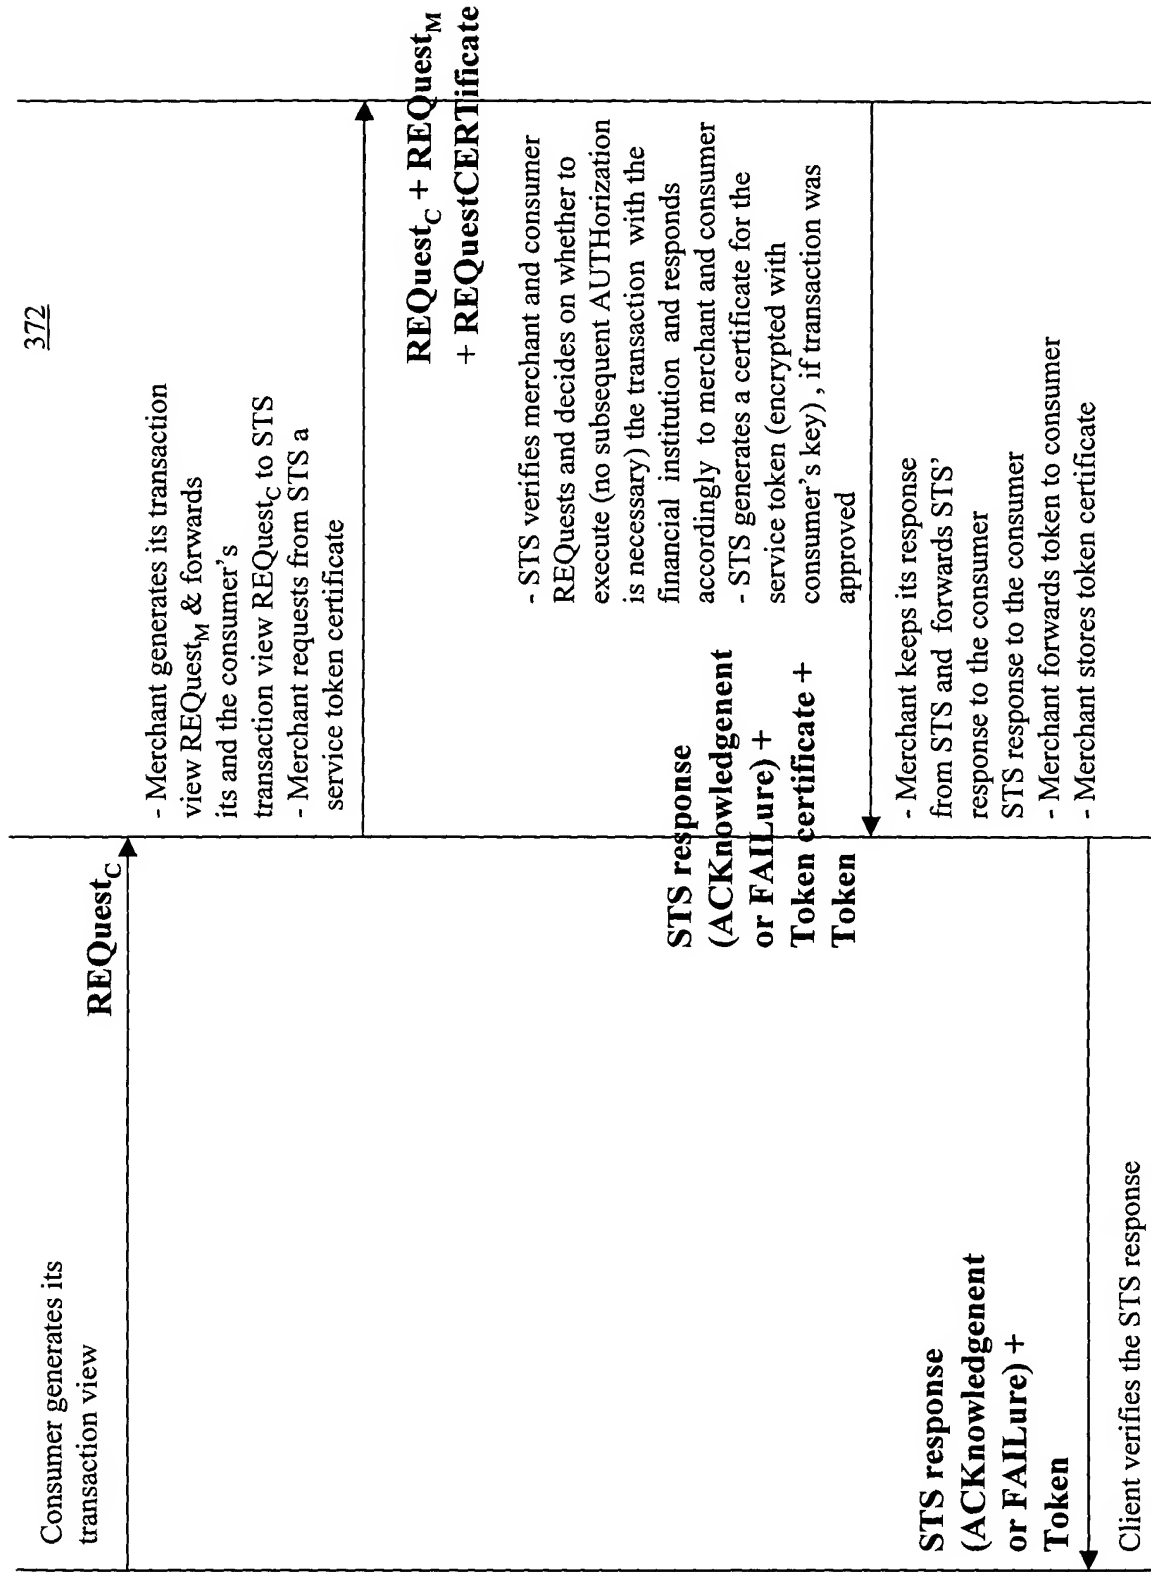 372
Consumer generates its
transaction view
REQuestC
- Merchant generates its transaction
view REQuestM & forwards
its and the consumer's
transaction view REQuestC to STS
- Merchant requests from STS a
service token certificate
REQuestC + REQuestM
+ REQuestCERTificate
- STS verifies merchant and consumer
REQuests and decides on whether to
execute (no subsequent AUTHorization
is necessary) the transaction with the
financial institution and responds
accordingly to merchant and consumer
- STS generates a certificate for the
service token (encrypted with
consumer's key) , if transaction was
approved
STS response
(ACKnowledgenent
or FAILure) +
Token certificate +
Token
- Merchant keeps its response
from STS and forwards STS'
response to the consumer
STS response to the consumer
- Merchant forwards token to consumer
- Merchant stores token certificate
STS response
(ACKnowledgenent
or FAILure) +
Token
Client verifies the STS response